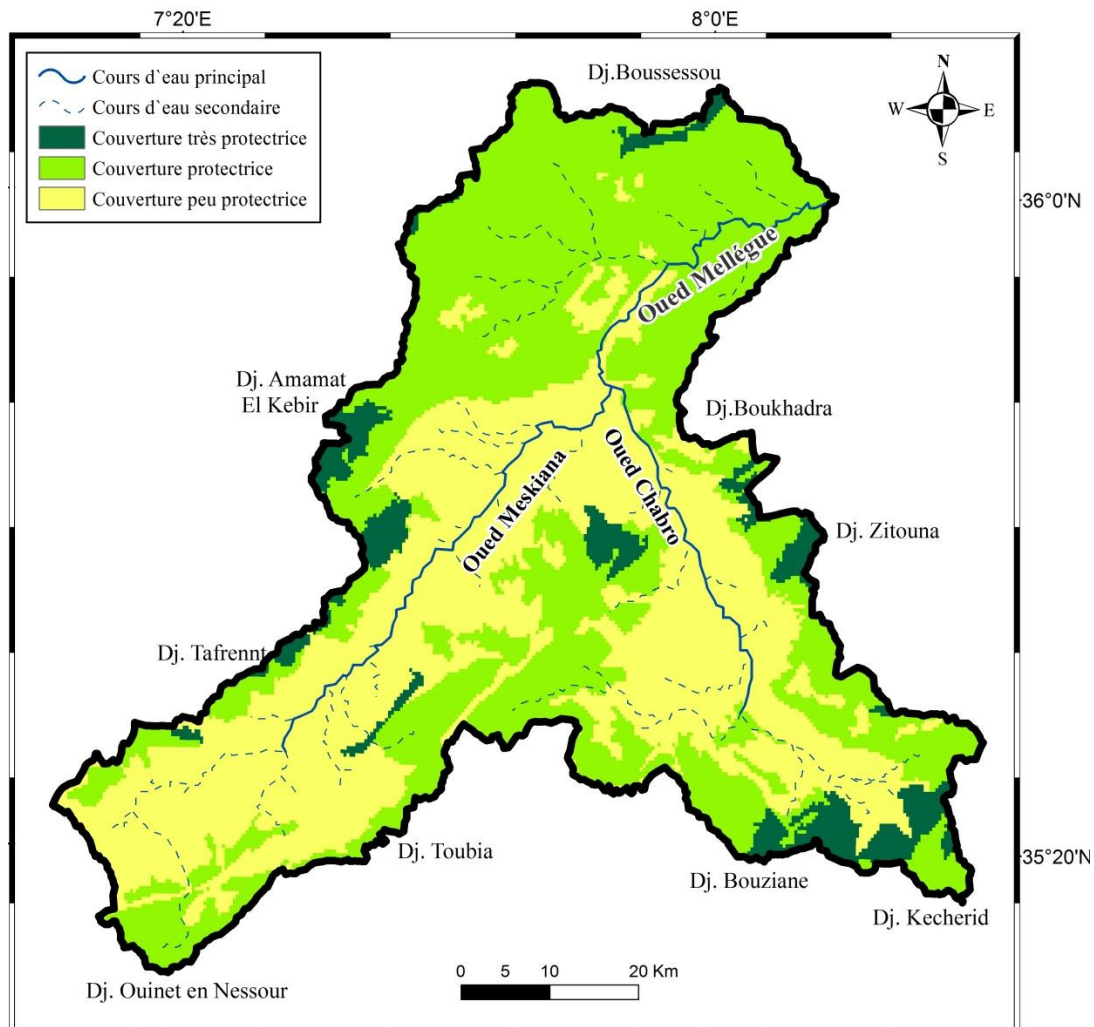 7°20'E
8°0'E
Cours d`eau principal
Cours d`eau secondaire
Couverture très protectrice
Couverture protectrice
Couverture peu protectrice
Dj.Boussessou
N
W
E
S
36°0'N
Oued Mellégue
Dj. Amamat
El Kebir
Dj.Boukhadra
Oued Meskiana
Oued Chabro
Dj. Zitouna
Dj. Tafrennt
Dj. Toubia
Dj. Bouziane
35°20'N
Dj. Kecherid
Dj. Ouinet en Nessour
0 5 10 20 Km